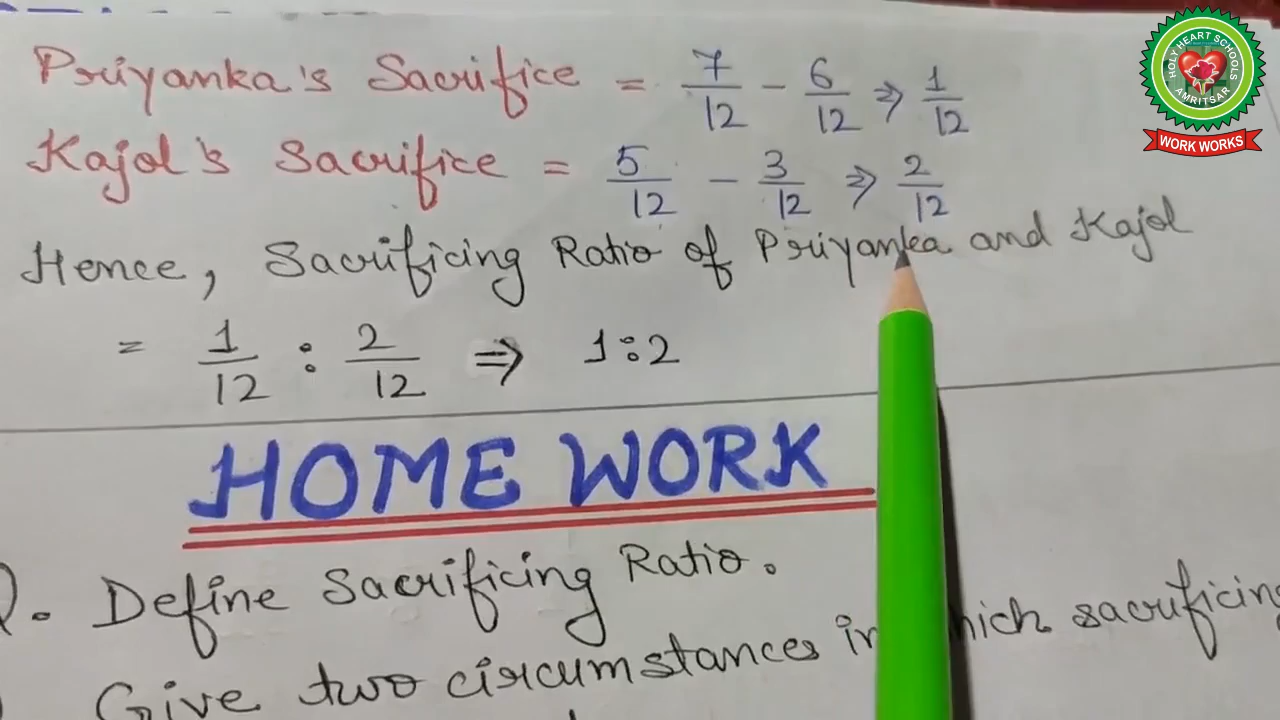 Priyanka's Sacrifice = 7/12 - 6/12 ⇒ 1/12
Kajol's Sacrifice = 5/12 - 3/12 ⇒ 2/12
Hence, Sacrificing Ratio of Priyanka and Kajol
= 1/12 : 2/12 ⇒ 1:2
HOME WORK
Define Sacrificing Ratio.
Give two circumstances in which sacrificing
HOLY HEART SCHOOLS
AMRITSAR
WORK WORKS